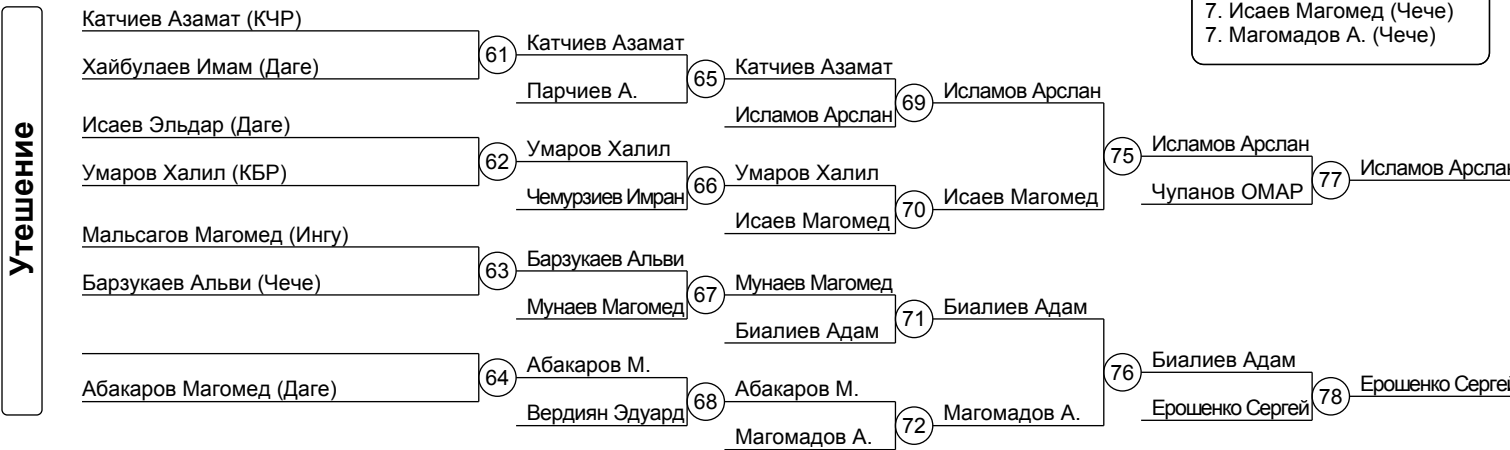 Утешение
7. Исаев Магомед (Чече)
7. Магомадов А. (Чече)
Катчиев Азамат (КЧР)
Хайбулаев Имам (Даге)
Исаев Эльдар (Даге)
Умаров Халил (КБР)
Мальсагов Магомед (Ингу)
Барзукаев Альви (Чече)
Абакаров Магомед (Даге)
61
62
63
64
Катчиев Азамат
Парчиев А.
Умаров Халил
Чемурзиев Имран
Барзукаев Альви
Мунаев Магомед
Абакаров М.
Вердиян Эдуард
65
66
67
68
Катчиев Азамат
Исламов Арслан
Умаров Халил
Исаев Магомед
Мунаев Магомед
Биалиев Адам
Абакаров М.
Магомадов А.
69
70
71
72
Исламов Арслан
Исаев Магомед
Биалиев Адам
Магомадов А.
75
76
Исламов Арслан
Чупанов ОМАР
Биалиев Адам
Ерошенко Сергей
77
78
Исламов Арслан
Ерошенко Сергей